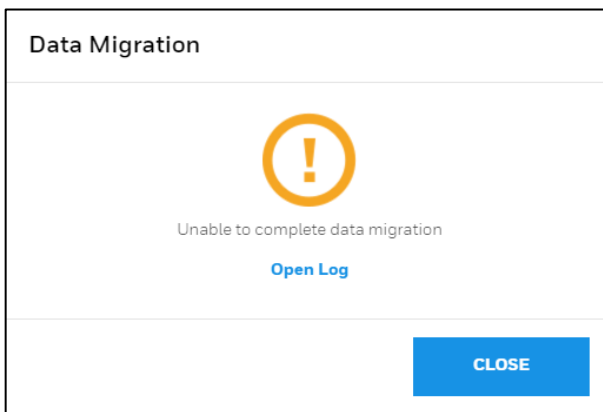 Data Migration
!
Unable to complete data migration
Open Log
CLOSE